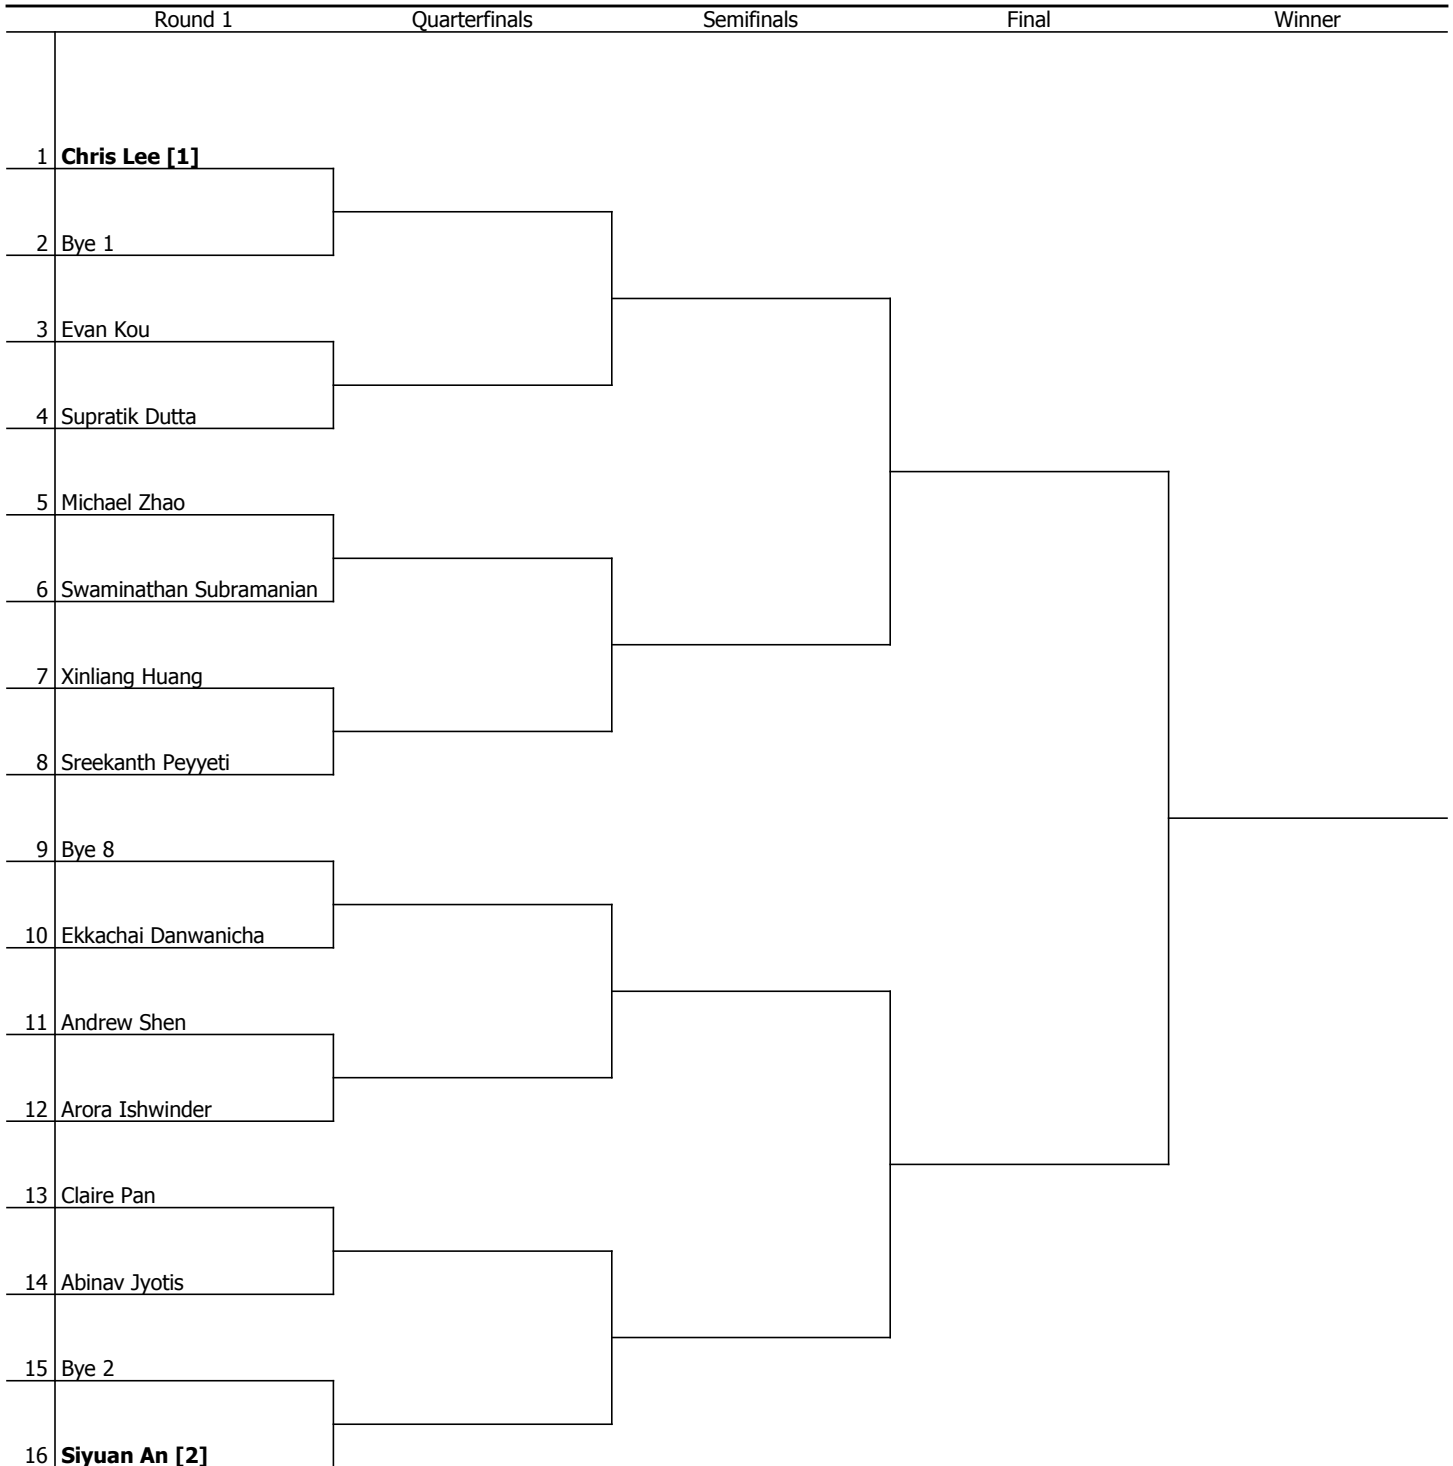 Round 1 Quarterfinals Semifinals Final Winner
1 Chris Lee [1]
2 Bye 1
3 Evan Kou
4 Supratik Dutta
5 Michael Zhao
6 Swaminathan Subramanian
7 Xinliang Huang
8 Sreekanth Peyyeti
9 Bye 8
10 Ekkachai Danwanicha
11 Andrew Shen
12 Arora Ishwinder
13 Claire Pan
14 Abinav Jyotis
15 Bye 2
16 Siyuan An [2]